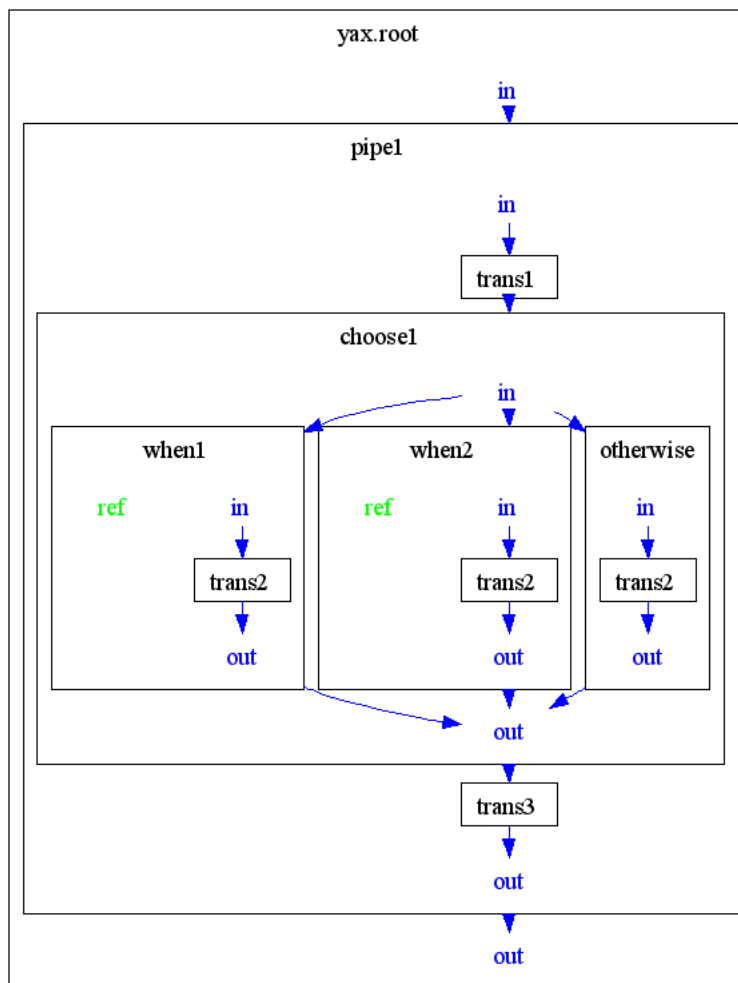 yax.root
in
pipe1
in
trans1
choose1
in
when1 when2 otherwise
ref in ref in in
trans2 trans2 trans2
out out out
out
trans3
out
out